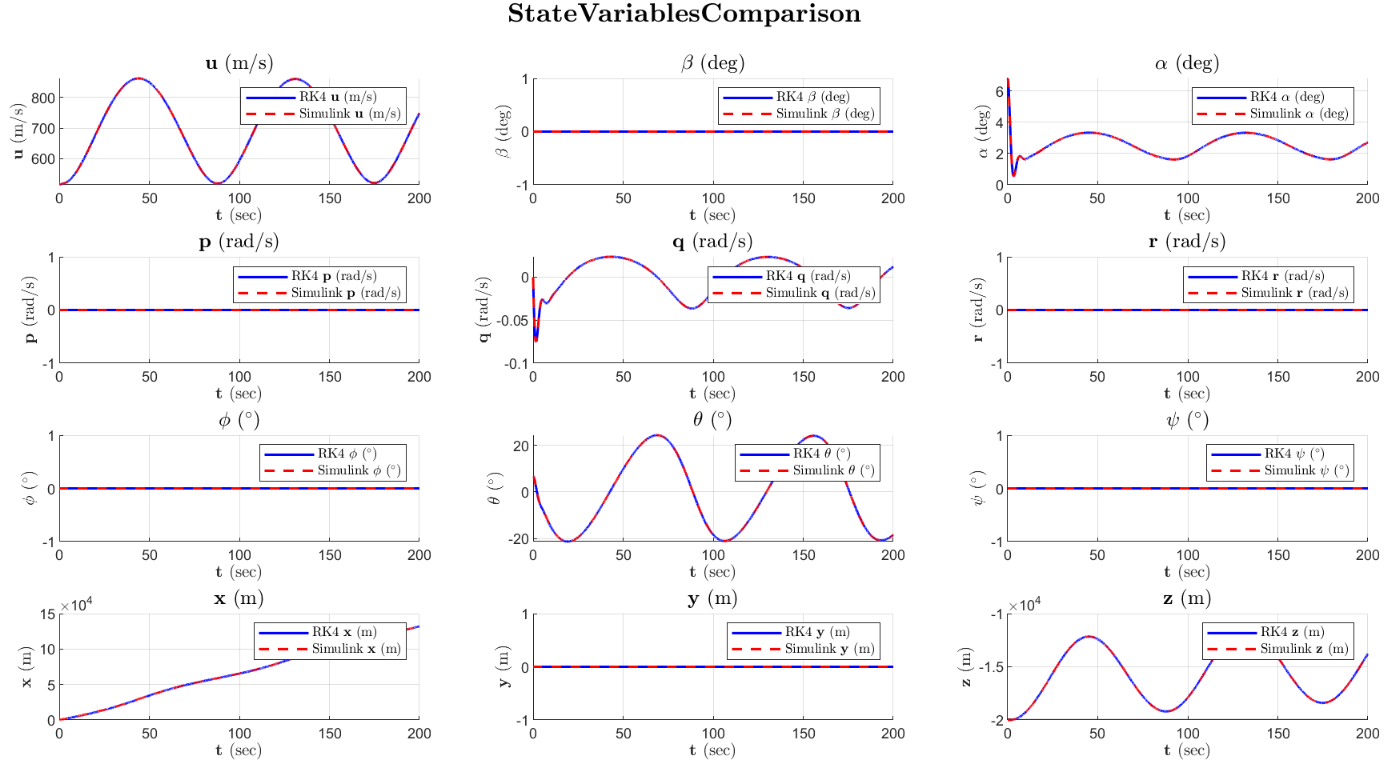 StateVariablesComparison
u (m/s)
800
700
600
u (m/s)
RK4 u (m/s)
Simulink u (m/s)
0 50 100 150 200
t (sec)
β (deg)
1
0
-1
β (deg)
RK4 β (deg)
Simulink β (deg)
0 50 100 150 200
t (sec)
α (deg)
6
4
2
0
α (deg)
RK4 α (deg)
Simulink α (deg)
0 50 100 150 200
t (sec)
p (rad/s)
1
0
-1
p (rad/s)
RK4 p (rad/s)
Simulink p (rad/s)
0 50 100 150 200
t (sec)
q (rad/s)
0
-0.05
-0.1
q (rad/s)
RK4 q (rad/s)
Simulink q (rad/s)
0 50 100 150 200
t (sec)
r (rad/s)
1
0
-1
r (rad/s)
RK4 r (rad/s)
Simulink r (rad/s)
0 50 100 150 200
t (sec)
ϕ (°)
1
0
-1
ϕ (°)
RK4 ϕ (°)
Simulink ϕ (°)
0 50 100 150 200
t (sec)
θ (°)
20
0
-20
θ (°)
RK4 θ (°)
Simulink θ (°)
0 50 100 150 200
t (sec)
ψ (°)
1
0
-1
ψ (°)
RK4 ψ (°)
Simulink ψ (°)
0 50 100 150 200
t (sec)
x (m)
×10⁴
15
10
5
0
x (m)
RK4 x (m)
Simulink x (m)
0 50 100 150 200
t (sec)
y (m)
1
0
-1
y (m)
RK4 y (m)
Simulink y (m)
0 50 100 150 200
t (sec)
z (m)
×10⁴
-1
-1.5
-2
z (m)
RK4 z (m)
Simulink z (m)
0 50 100 150 200
t (sec)